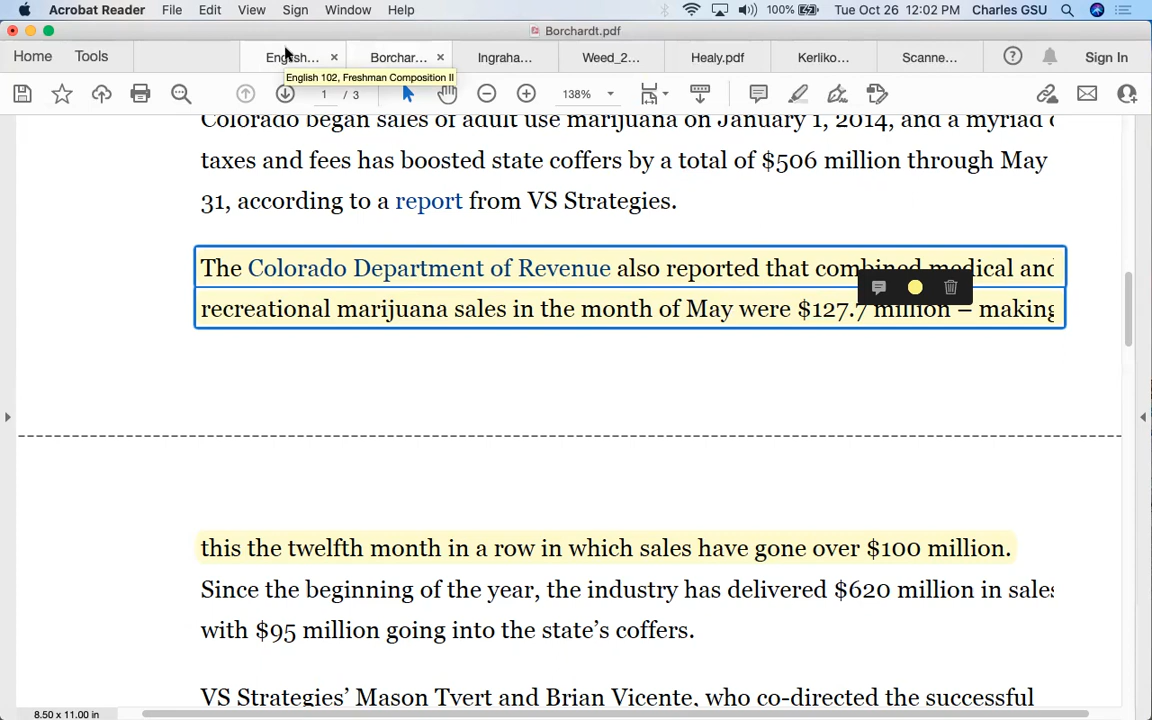 Acrobat Reader File Edit View Sign Window Help 100% Tue Oct 26 12:02 PM Charles GSU
Borchardt.pdf
Home Tools English... × Borchar... × Ingraha... Weed_2... Healy.pdf Kerliko... Scanne... Sign In
English 102, Freshman Composition II
1 / 3 138%
Colorado began sales of adult use marijuana on January 1, 2014, and a myriad
taxes and fees has boosted state coffers by a total of $506 million through May
31, according to a report from VS Strategies.
The Colorado Department of Revenue also reported that combined medical and
recreational marijuana sales in the month of May were $127.7 million – making
this the twelfth month in a row in which sales have gone over $100 million.
Since the beginning of the year, the industry has delivered $620 million in sales
with $95 million going into the state’s coffers.
VS Strategies’ Mason Tvert and Brian Vicente, who co-directed the successful
8.50 x 11.00 in